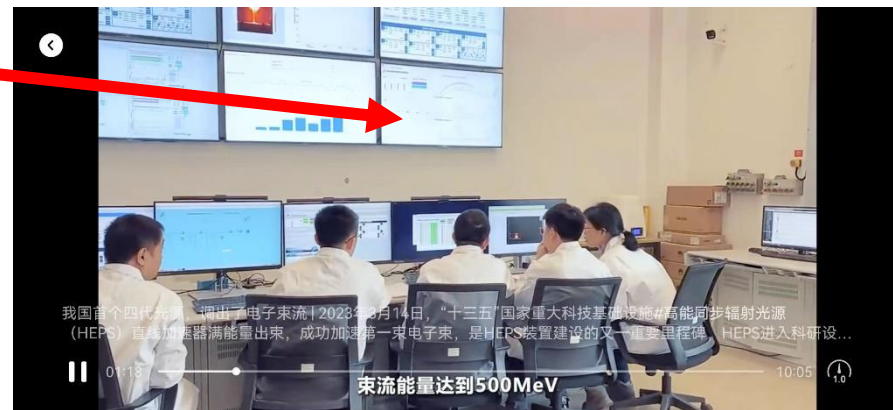 我国首个四代光源，调出了电子束流 | 2023年3月14日，“十三五”国家重大科技基础设施#高能同步辐射光源
（HEPS）直线加速器满能量出束，成功加速第一束电子束，是HEPS装置建设的又一重要里程碑。HEPS进入科研设...
01:18
10:05
1.0
束流能量达到500MeV